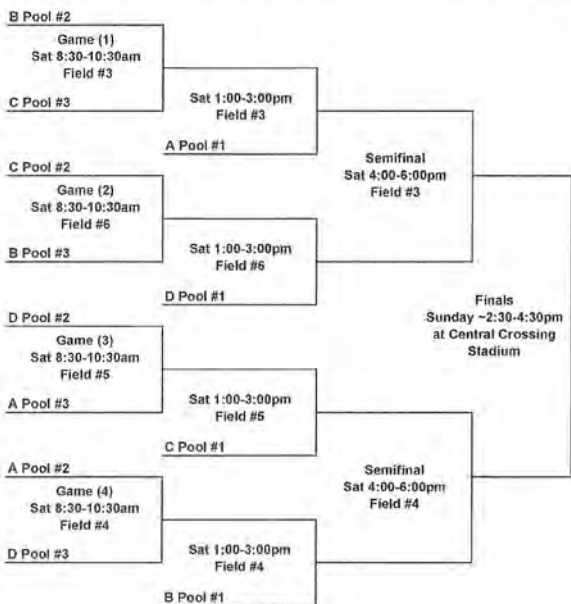 B Pool #2
Game (1)
Sat 8:30-10:30am
Field #3
C Pool #3
Sat 1:00-3:00pm
Field #3
A Pool #1
C Pool #2
Game (2)
Sat 8:30-10:30am
Field #6
B Pool #3
Sat 1:00-3:00pm
Field #6
D Pool #1
Semifinal
Sat 4:00-6:00pm
Field #3
D Pool #2
Game (3)
Sat 8:30-10:30am
Field #5
A Pool #3
Sat 1:00-3:00pm
Field #5
C Pool #1
A Pool #2
Game (4)
Sat 8:30-10:30am
Field #4
D Pool #3
Sat 1:00-3:00pm
Field #4
B Pool #1
Semifinal
Sat 4:00-6:00pm
Field #4
Finals
Sunday ~2:30-4:30pm
at Central Crossing
Stadium